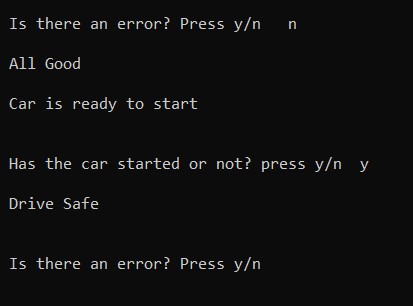 Is there an error? Press y/n   n
All Good
Car is ready to start
Has the car started or not? press y/n  y
Drive Safe
Is there an error? Press y/n